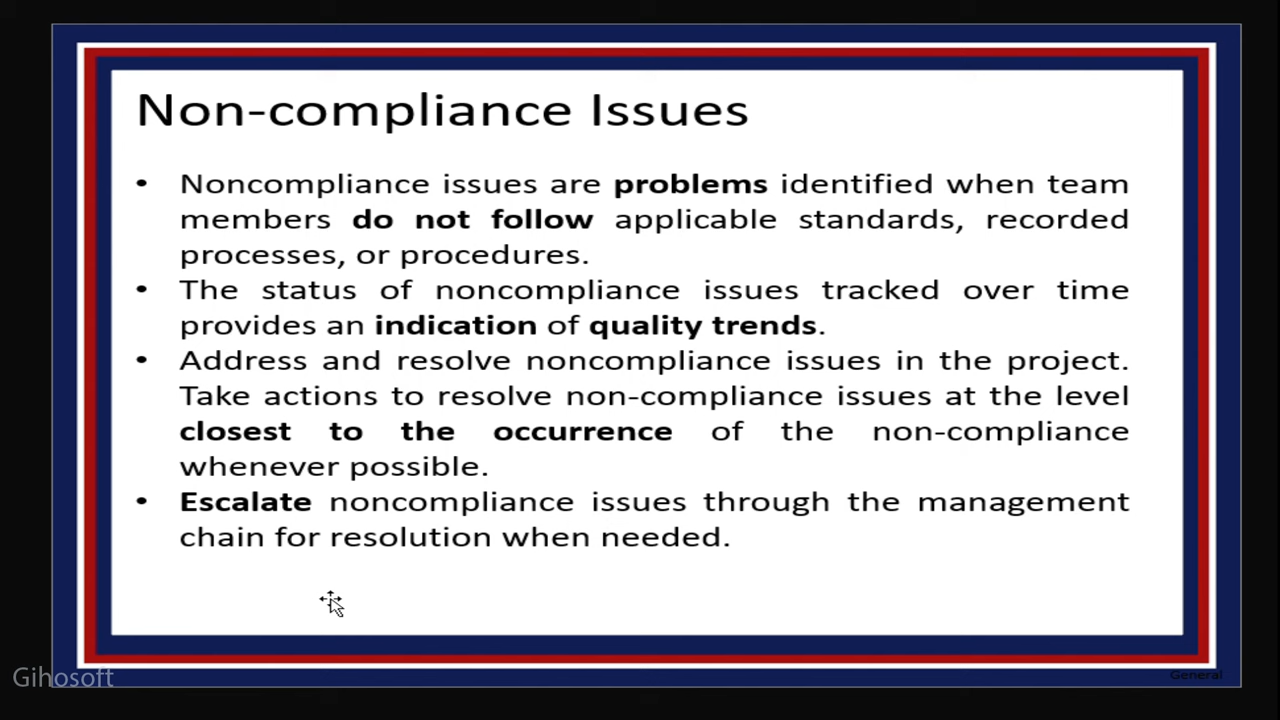 Non-compliance Issues
• Noncompliance issues are problems identified when team
members do not follow applicable standards, recorded
processes, or procedures.
• The status of noncompliance issues tracked over time
provides an indication of quality trends.
• Address and resolve noncompliance issues in the project.
Take actions to resolve non-compliance issues at the level
closest to the occurrence of the non-compliance
whenever possible.
• Escalate noncompliance issues through the management
chain for resolution when needed.
Gihosoft
General